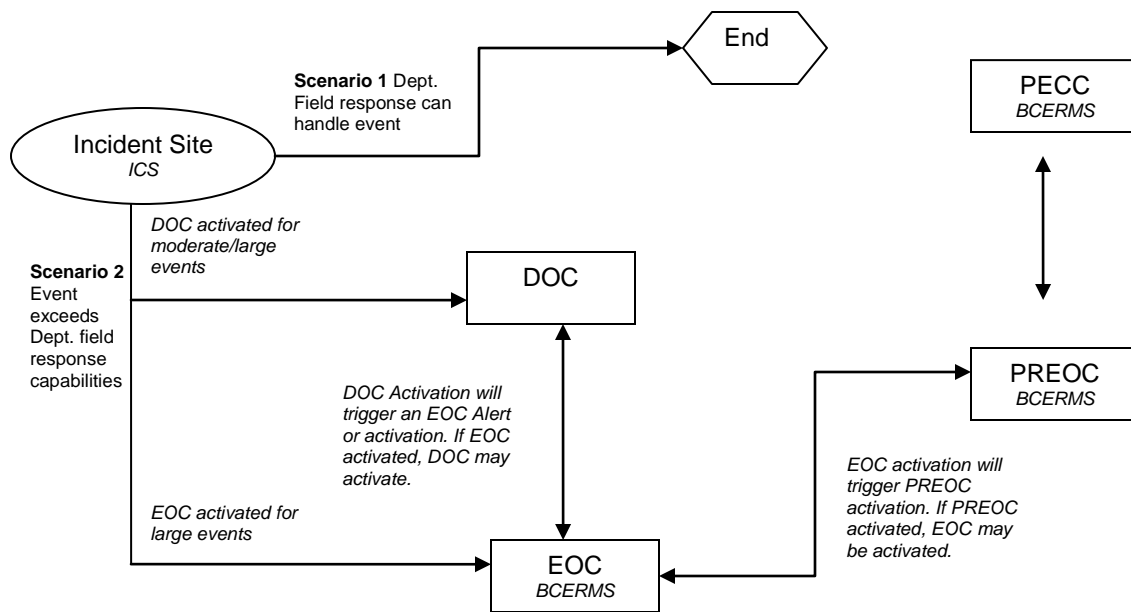 End
Scenario 1 Dept.
Field response can
handle event
PECC
BCERMS
Incident Site
ICS
DOC activated for
moderate/large
events
Scenario 2
Event
exceeds
Dept. field
response
capabilities
DOC
DOC Activation will
trigger an EOC Alert
or activation. If EOC
activated, DOC may
activate.
PREOC
BCERMS
EOC activation will
trigger PREOC
activation. If PREOC
activated, EOC may
be activated.
EOC activated for
large events
EOC
BCERMS